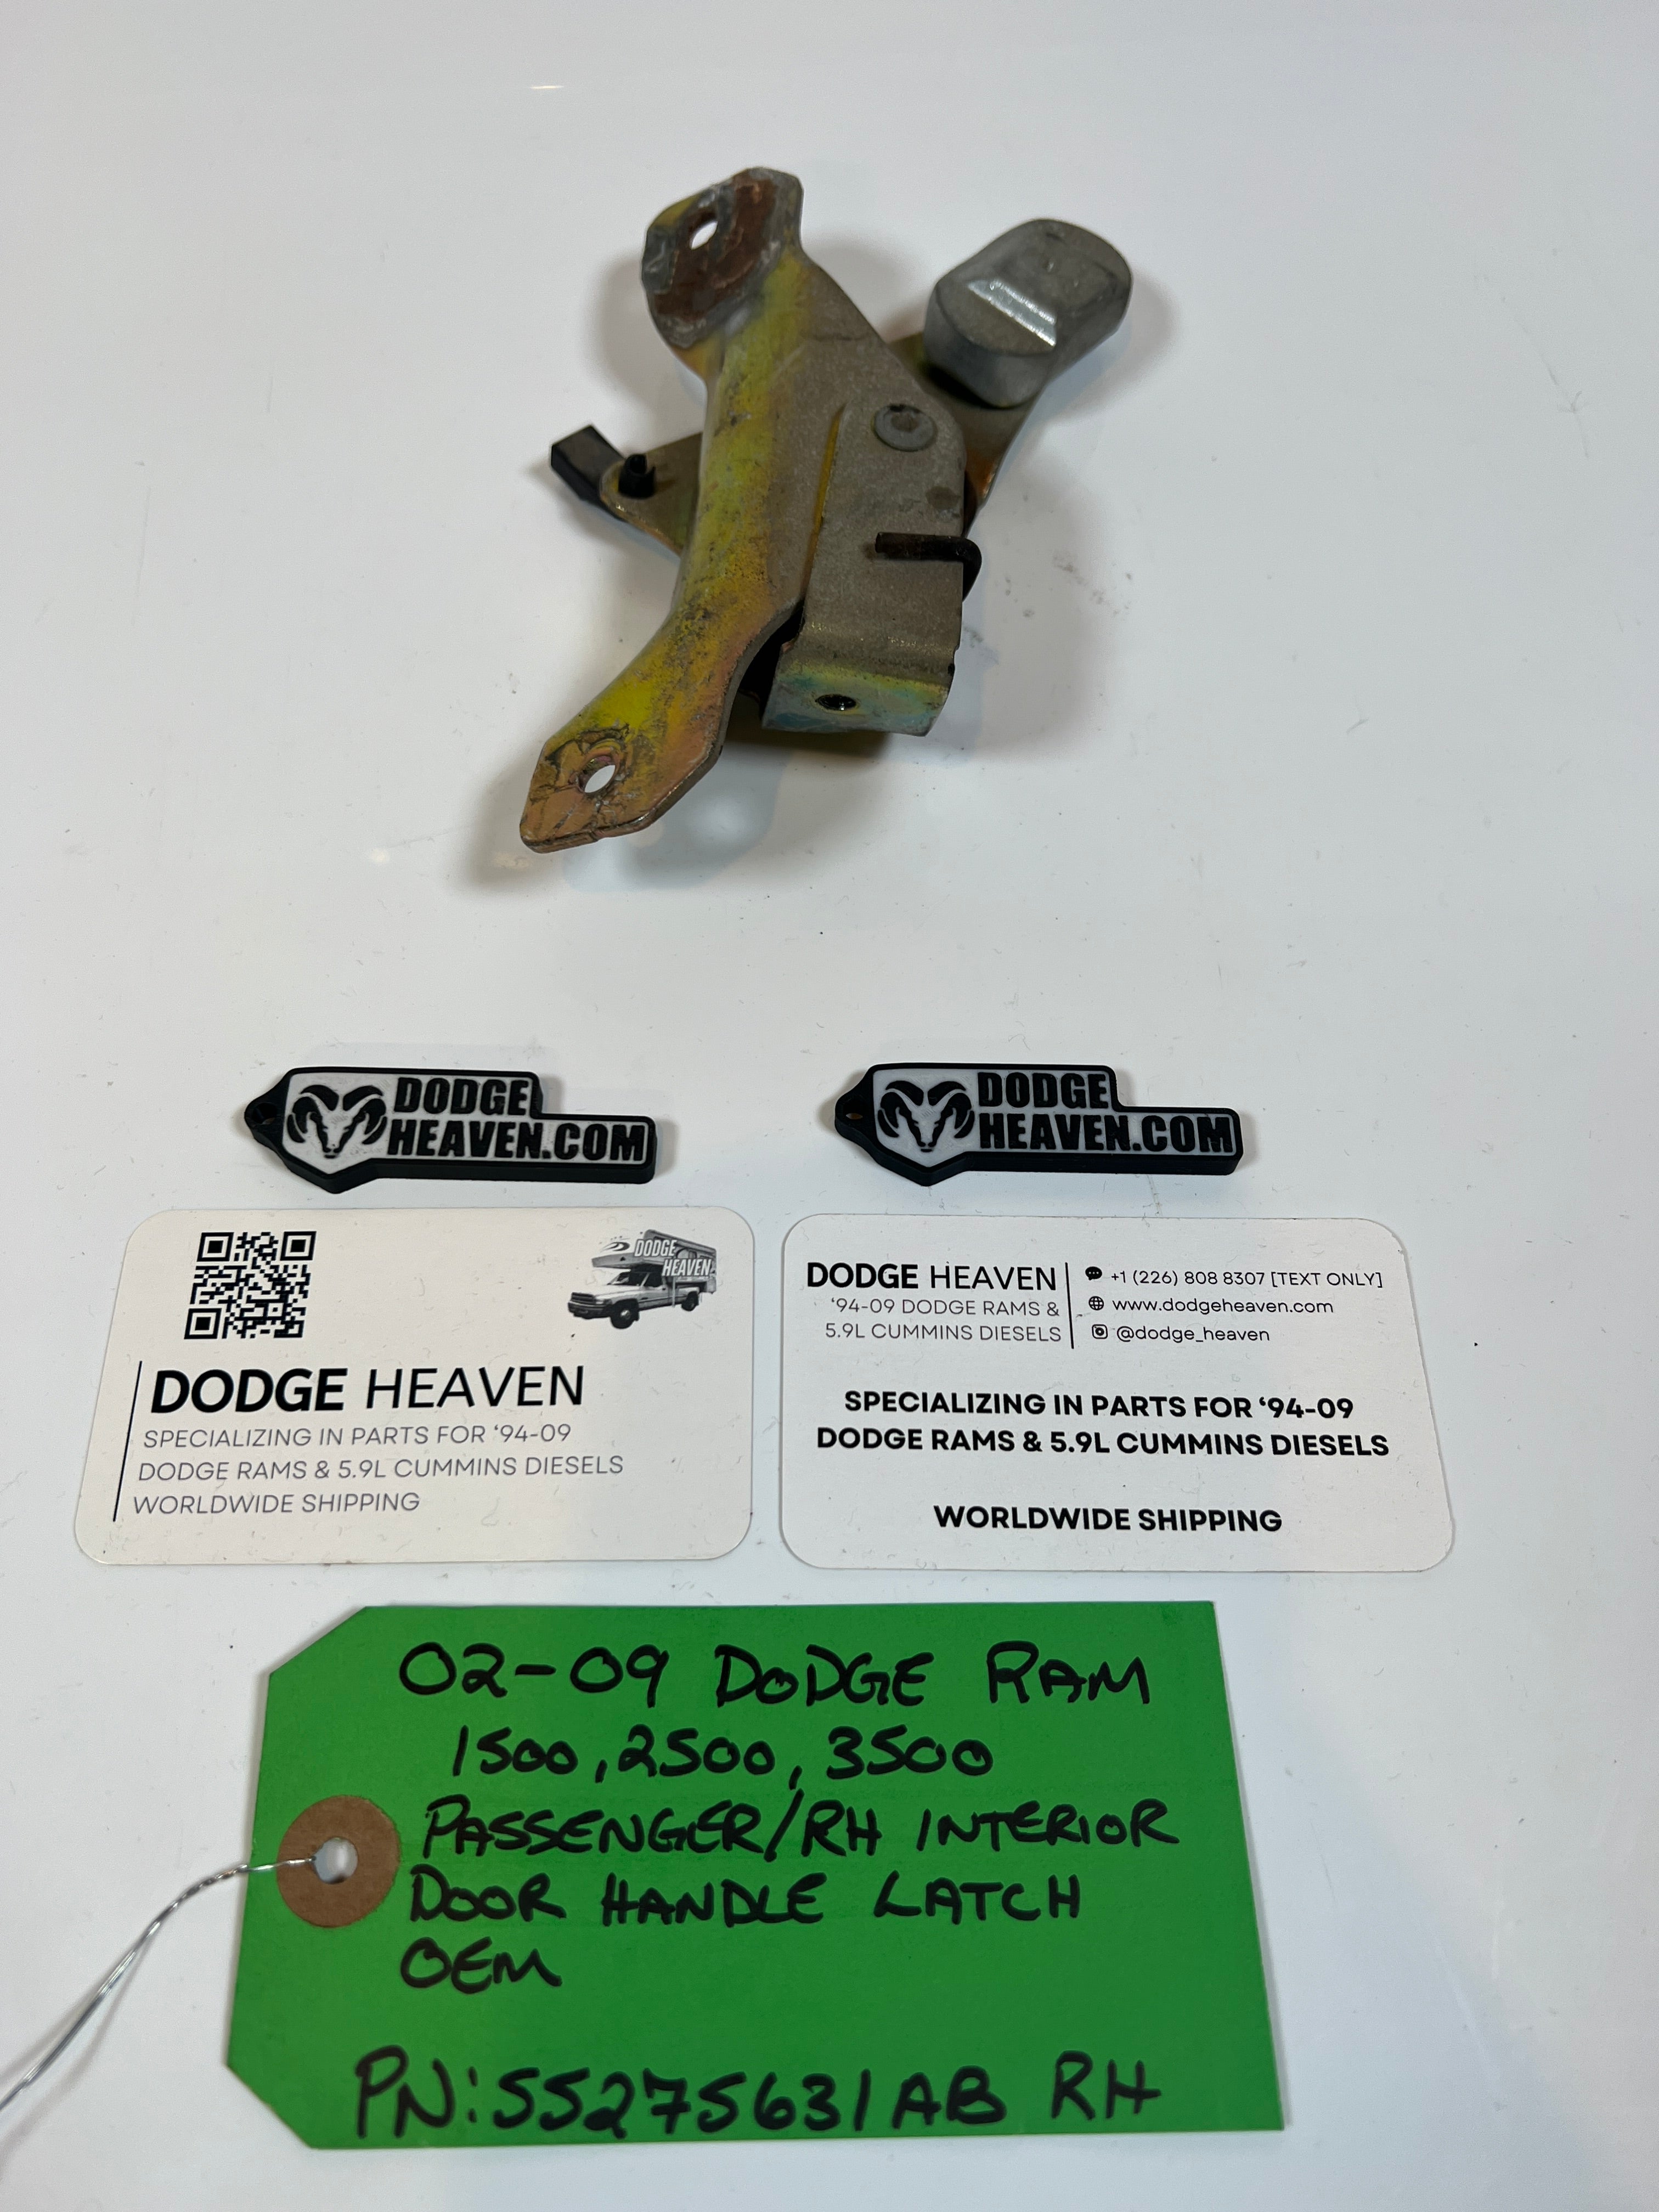 DODGE
HEAVEN.COM
DODGE
HEAVEN.COM
DODGE
HEAVEN
DODGE HEAVEN
SPECIALIZING IN PARTS FOR ‘94-09
DODGE RAMS & 5.9L CUMMINS DIESELS
WORLDWIDE SHIPPING
DODGE HEAVEN
‘94-09 DODGE RAMS &
5.9L CUMMINS DIESELS
+1 (226) 808 8307 [TEXT ONLY]
www.dodgeheaven.com
@dodge_heaven
SPECIALIZING IN PARTS FOR ‘94-09
DODGE RAMS & 5.9L CUMMINS DIESELS
WORLDWIDE SHIPPING
02-09 DODGE RAM
1500, 2500, 3500
PASSENGER/RH INTERIOR
DOOR HANDLE LATCH
OEM
PN: 55275631AB RH